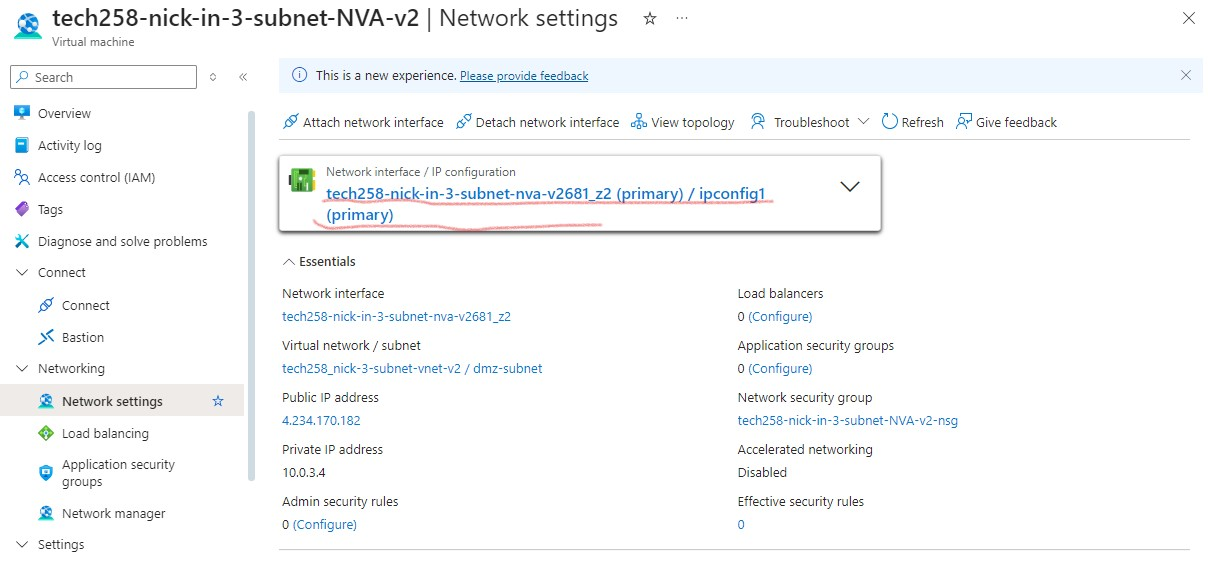 tech258-nick-in-3-subnet-NVA-v2 | Network settings
Virtual machine
Search
Overview
Activity log
Access control (IAM)
Tags
Diagnose and solve problems
Connect
Connect
Bastion
Networking
Network settings
Load balancing
Application security
groups
Network manager
Settings
This is a new experience. Please provide feedback
Attach network interface Detach network interface View topology Troubleshoot Refresh Give feedback
Network interface / IP configuration
tech258-nick-in-3-subnet-nva-v2681_z2 (primary) / ipconfig1
(primary)
Essentials
Network interface
tech258-nick-in-3-subnet-nva-v2681_z2
Virtual network / subnet
tech258_nick-3-subnet-vnet-v2 / dmz-subnet
Public IP address
4.234.170.182
Private IP address
10.0.3.4
Admin security rules
0 (Configure)
Load balancers
0 (Configure)
Application security groups
0 (Configure)
Network security group
tech258-nick-in-3-subnet-NVA-v2-nsg
Accelerated networking
Disabled
Effective security rules
0